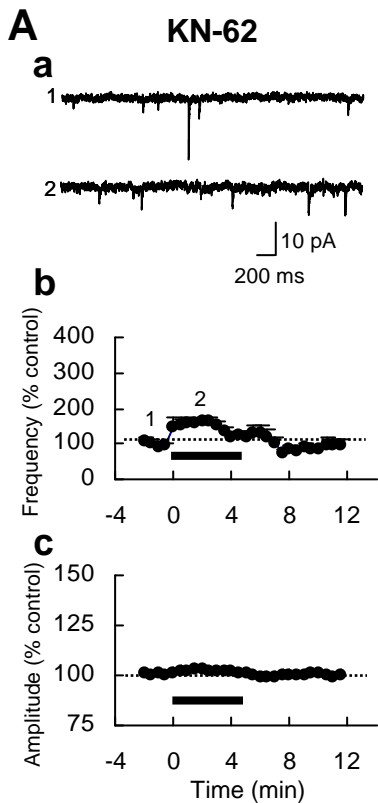 A KN-62
a
1
2
10 pA
200 ms
b
Frequency (% control)
400
300
200
100
0
1 2
-4 0 4 8 12
c
Amplitude (% control)
150
125
100
75
-4 0 4 8 12
Time (min)